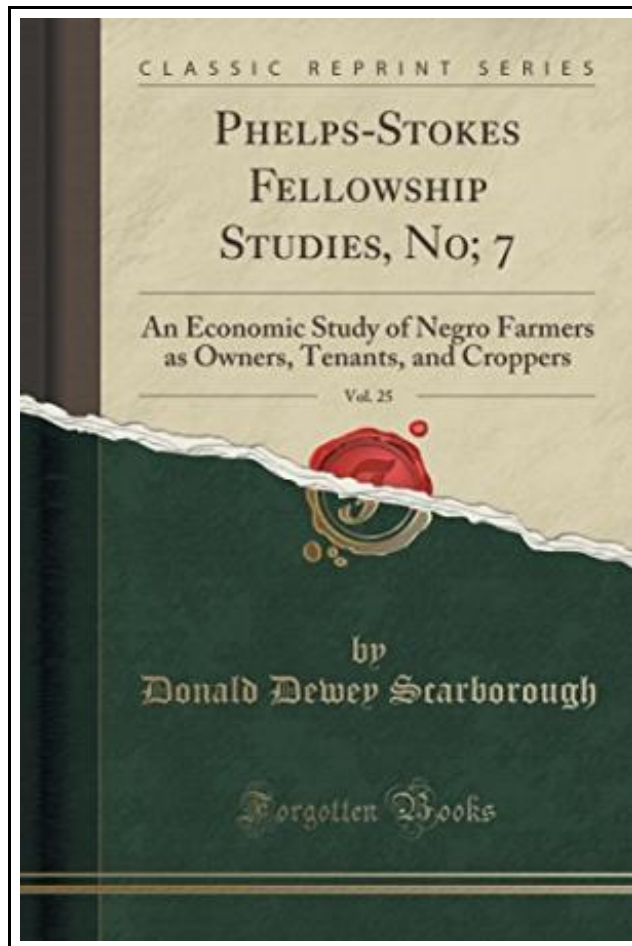 CLASSIC REPRINT SERIES
PHELPS-STOKES
FELLOWSHIP
STUDIES, NO; 7
An Economic Study of Negro Farmers
as Owners, Tenants, and Croppers
Vol. 25
by
Donald Dewey Scarborough
Forgotten Books